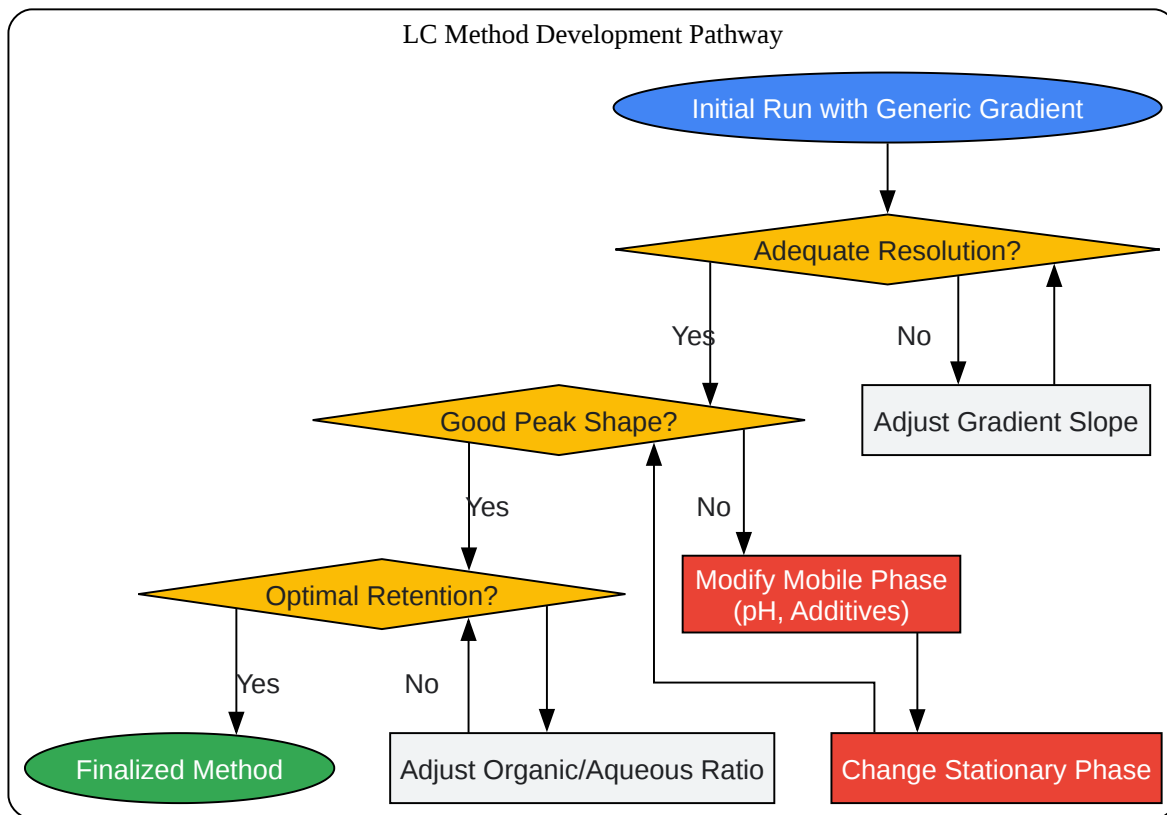 LC Method Development Pathway
Initial Run with Generic Gradient
Adequate Resolution?
Yes
No
Adjust Gradient Slope
Good Peak Shape?
Yes
No
Modify Mobile Phase
(pH, Additives)
Optimal Retention?
Yes
No
Finalized Method
Adjust Organic/Aqueous Ratio
Change Stationary Phase